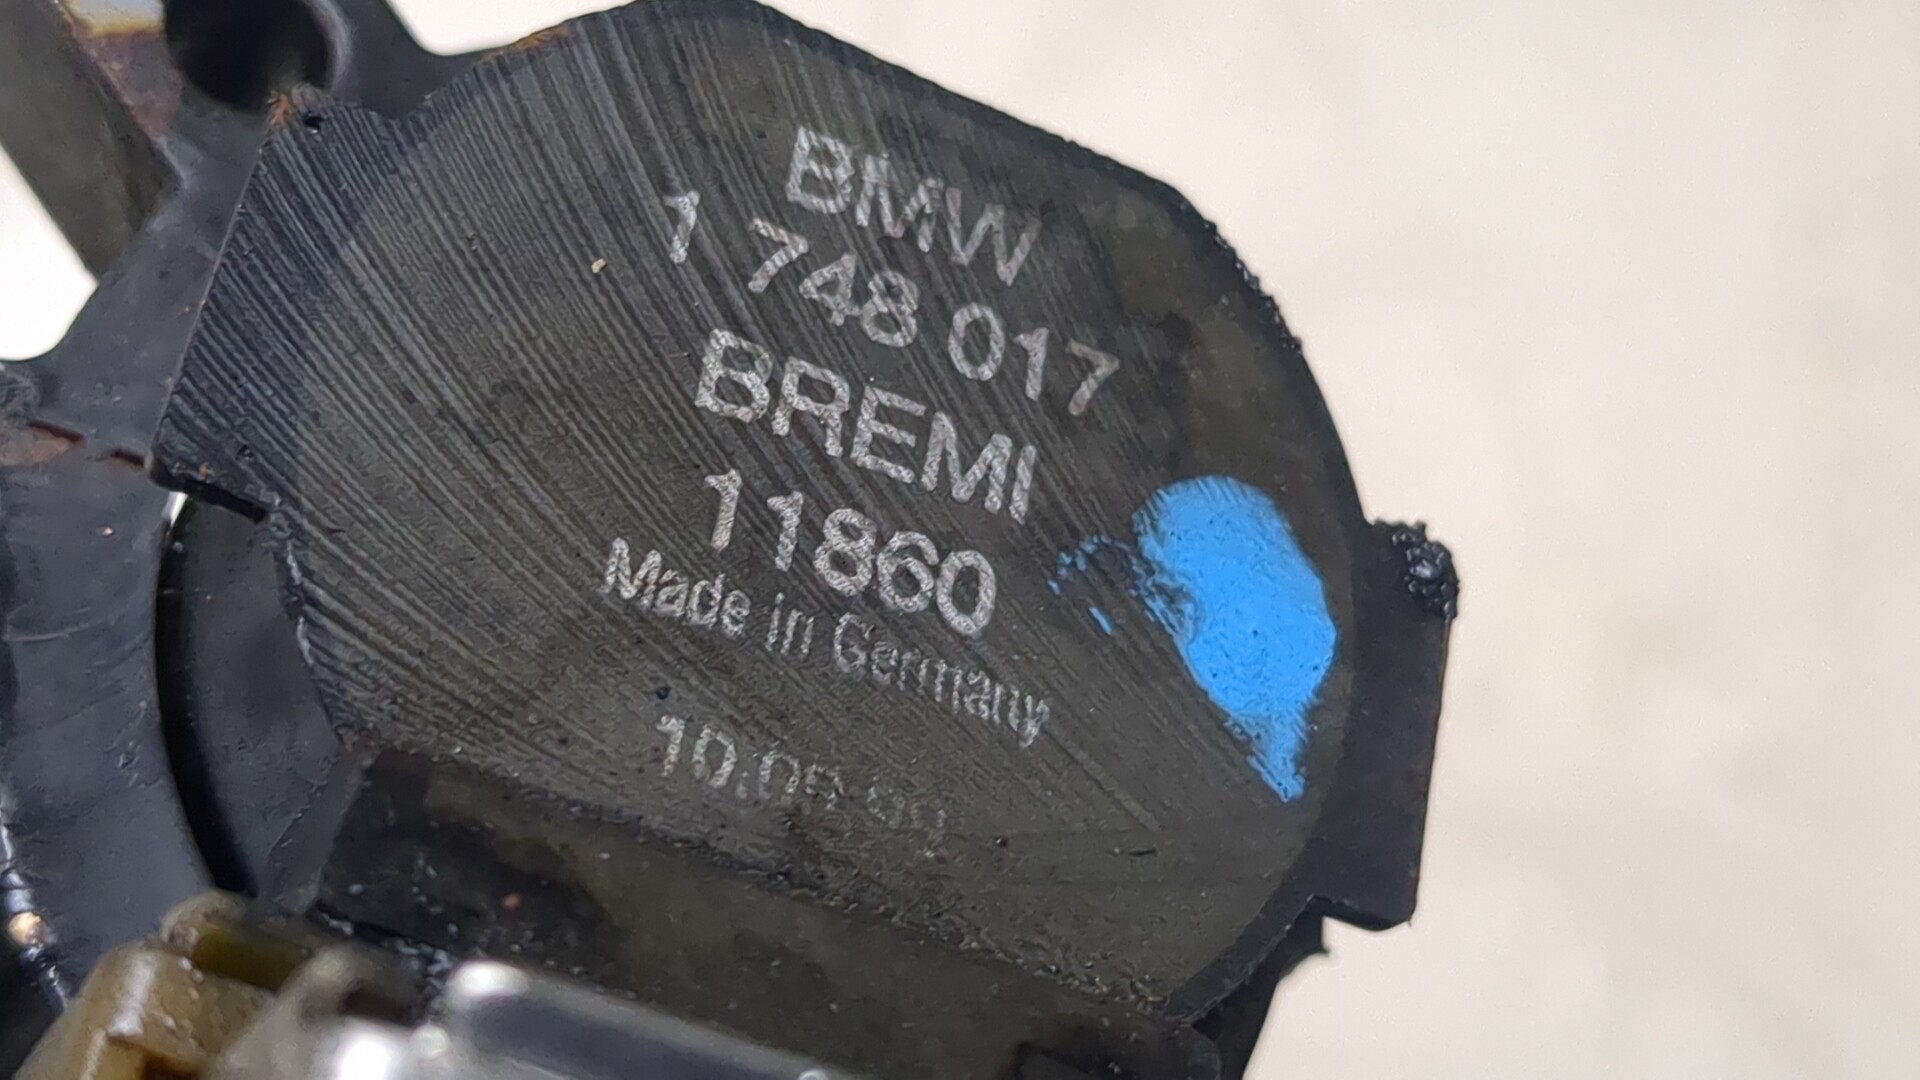 BMW
1 748 017
BREMI
11860
Made in Germany